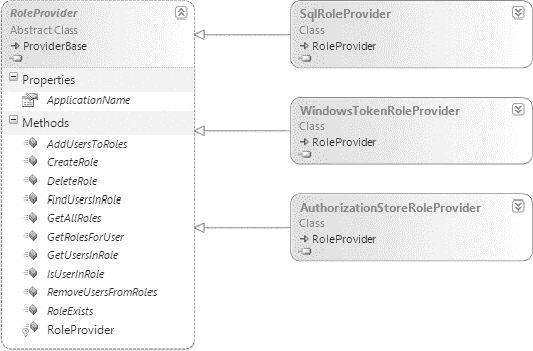 RoleProvider
Abstract Class
ProviderBase
Properties
ApplicationName
Methods
AddUsersToRoles
CreateRole
DeleteRole
FindUsersInRole
GetAllRoles
GetRolesForUser
GetUsersInRole
IsUserInRole
RemoveUsersFromRoles
RoleExists
RoleProvider
SqlRoleProvider
Class
RoleProvider
WindowsTokenRoleProvider
Class
RoleProvider
AuthorizationStoreRoleProvider
Class
RoleProvider